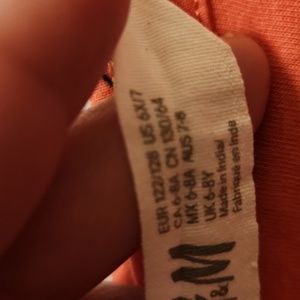 EUR 122/128 US 6X/7
CA 6-8A CN 130/64
MX 6-8A AUS 7-8
UK 6-8Y
Made in India/
Fabriqué en Inde
&M